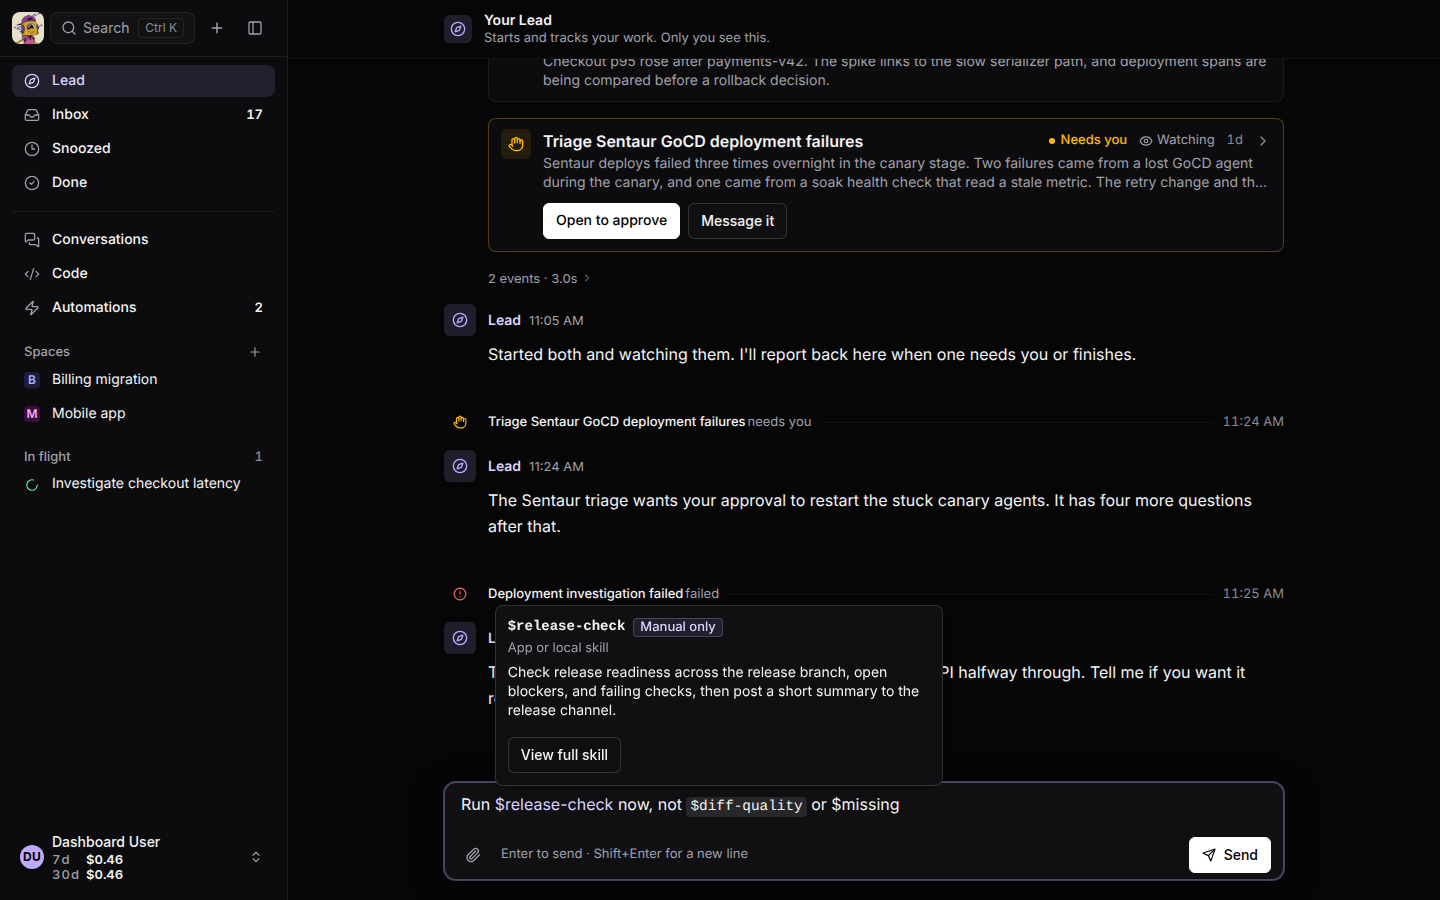 Search Ctrl K
Lead
Inbox 17
Snoozed
Done
Conversations
Code
Automations 2
Spaces
B Billing migration
M Mobile app
In flight 1
Investigate checkout latency
DU Dashboard User
7d $0.46
30d $0.46
Your Lead
Starts and tracks your work. Only you see this.
Checkout p95 rose after payments-v42. The spike links to the slow serializer path, and deployment spans are
being compared before a rollback decision.
Triage Sentaur GoCD deployment failures Needs you Watching 1d
Sentaur deploys failed three times overnight in the canary stage. Two failures came from a lost GoCD agent
during the canary, and one came from a soak health check that read a stale metric. The retry change and th...
Open to approve Message it
2 events · 3.0s
Lead 11:05 AM
Started both and watching them. I'll report back here when one needs you or finishes.
Triage Sentaur GoCD deployment failures needs you 11:24 AM
Lead 11:24 AM
The Sentaur triage wants your approval to restart the stuck canary agents. It has four more questions
after that.
Deployment investigation failed failed 11:25 AM
$release-check Manual only
App or local skill
Check release readiness across the release branch, open
blockers, and failing checks, then post a short summary to the
release channel.
View full skill
halfway through. Tell me if you want it
Run $release-check now, not $diff-quality or $missing
Enter to send · Shift+Enter for a new line
Send